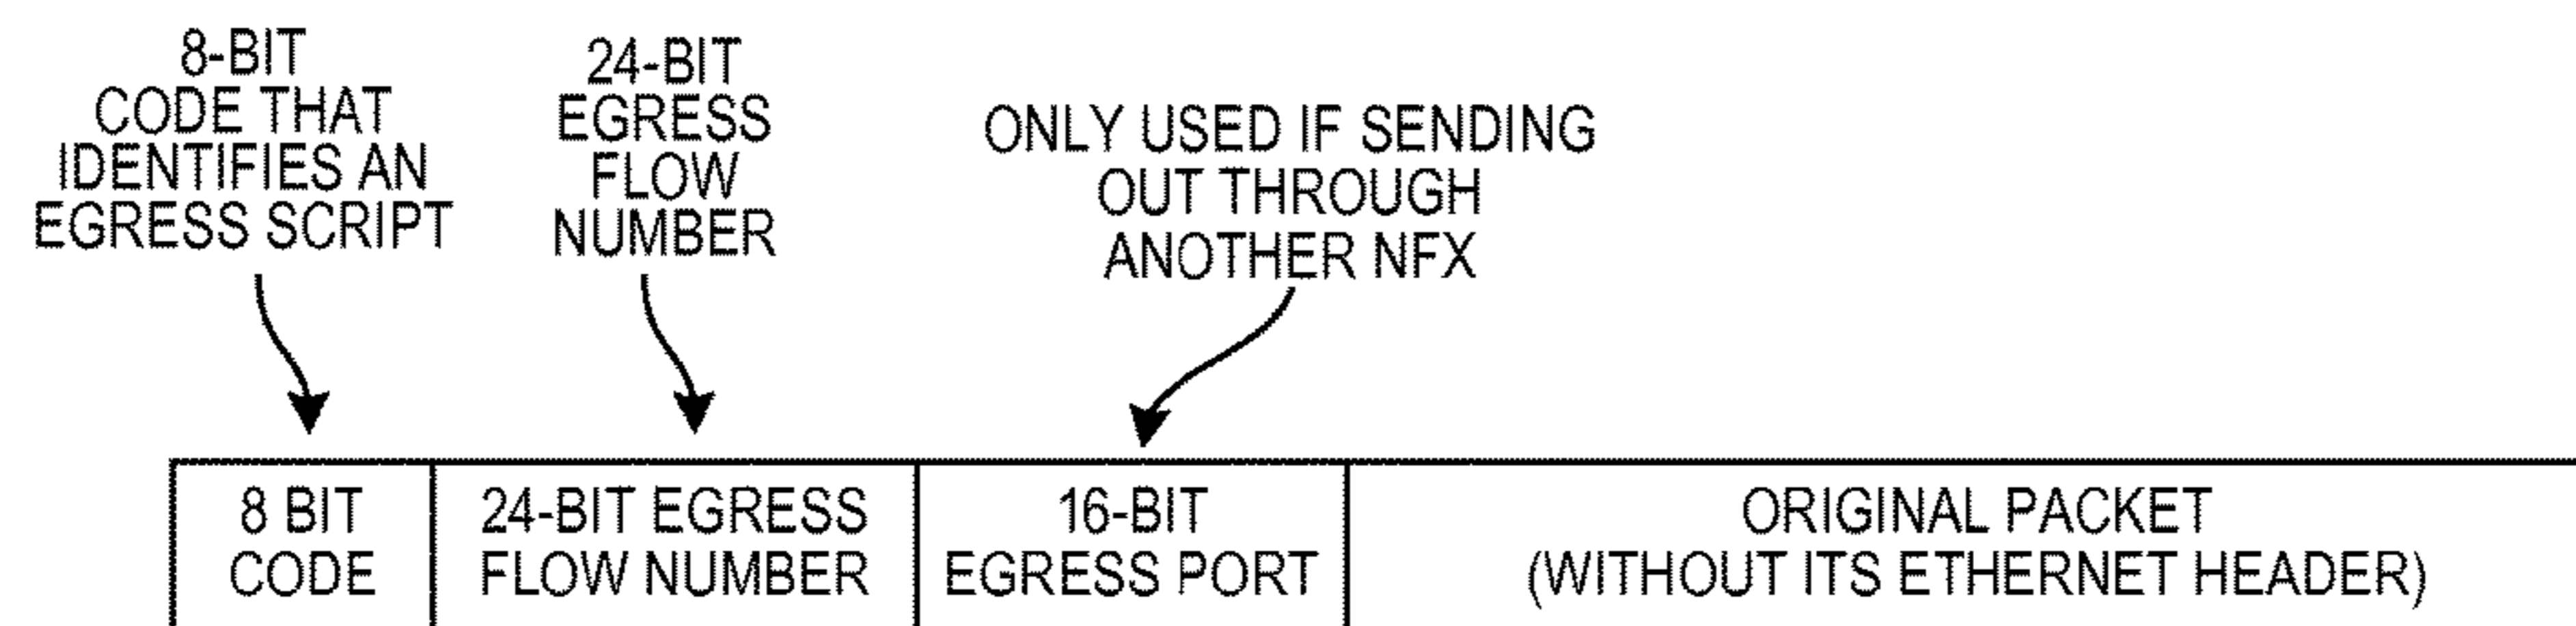 8-BIT
CODE THAT
IDENTIFIES AN
EGRESS SCRIPT
24-BIT
EGRESS
FLOW
NUMBER
ONLY USED IF SENDING
OUT THROUGH
ANOTHER NFX
8 BIT
CODE
24-BIT EGRESS
FLOW NUMBER
16-BIT
EGRESS PORT
ORIGINAL PACKET
(WITHOUT ITS ETHERNET HEADER)